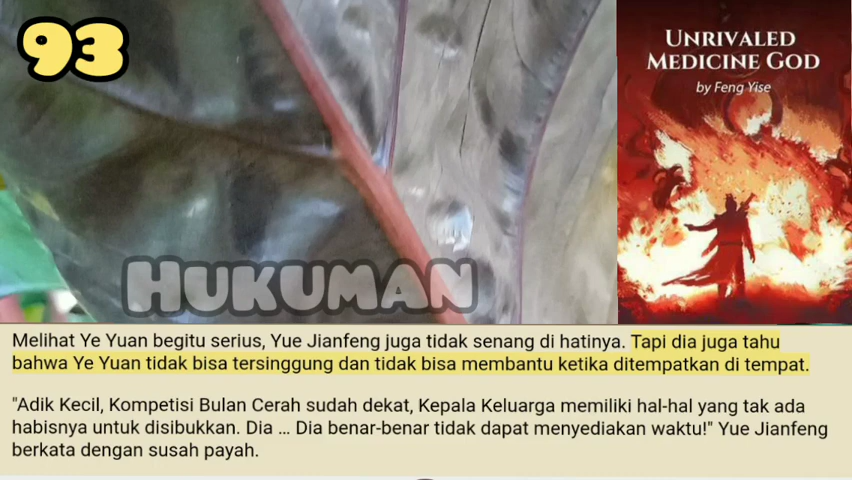 93
UNRIVALED
MEDICINE GOD
by Feng Yise
HUKUMAN
Melihat Ye Yuan begitu serius, Yue Jianfeng juga tidak senang di hatinya. Tapi dia juga tahu
bahwa Ye Yuan tidak bisa tersinggung dan tidak bisa membantu ketika ditempatkan di tempat.
"Adik Kecil, Kompetisi Bulan Cerah sudah dekat, Kepala Keluarga memiliki hal-hal yang tak ada
habisnya untuk disibukkan. Dia ... Dia benar-benar tidak dapat menyediakan waktu!" Yue Jianfeng
berkata dengan susah payah.